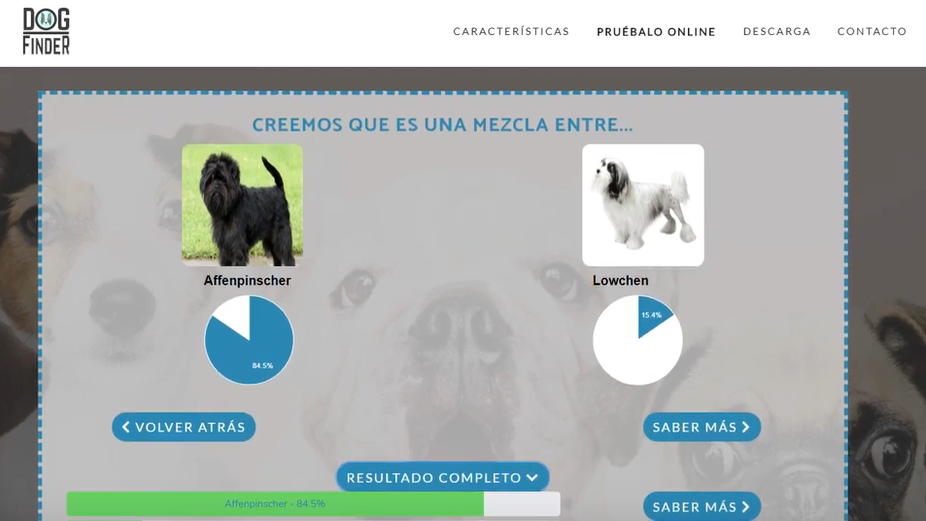 DOG
FINDER
CARACTERÍSTICAS PRUÉBALO ONLINE DESCARGA CONTACTO
CREEMOS QUE ES UNA MEZCLA ENTRE...
Affenpinscher Lowchen
84.5% 15.4%
VOLVER ATRÁS SABER MÁS
RESULTADO COMPLETO
Affenpinscher - 84.5% SABER MÁS